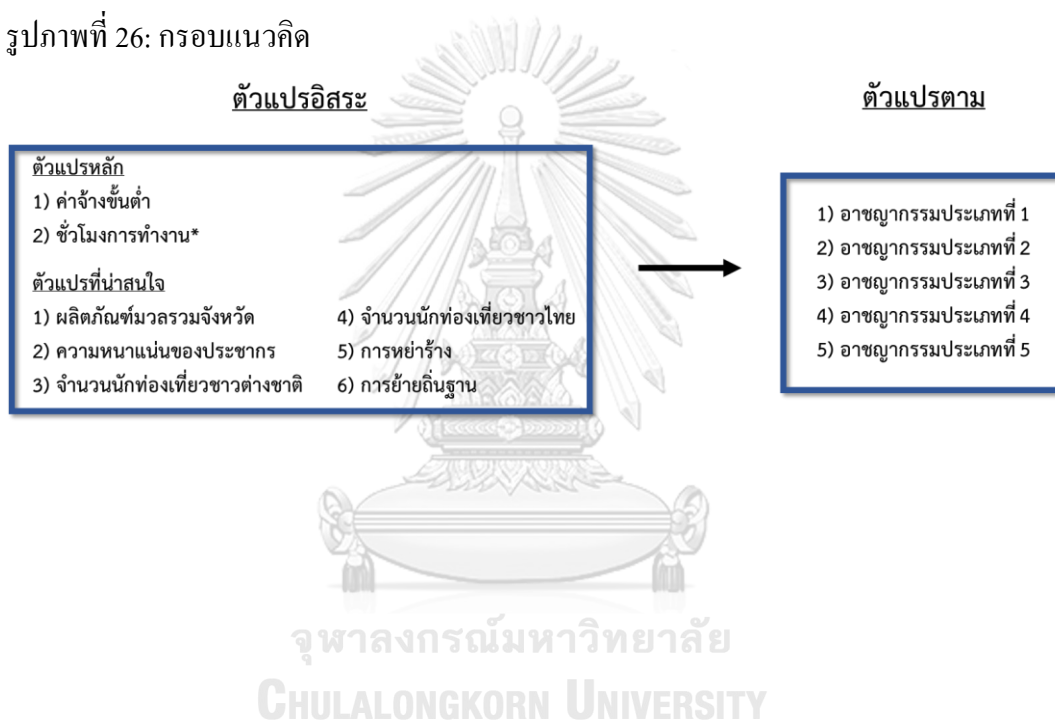 รูปภาพที่ 26: กรอบแนวคิด
ตัวแปรอิสระ
ตัวแปรหลัก
1) ค่าจ้างขั้นต่ำ
2) ชั่วโมงการทำงาน*
ตัวแปรที่น่าสนใจ
1) ผลิตภัณฑ์มวลรวมจังหวัด
2) ความหนาแน่นของประชากร
3) จำนวนนักท่องเที่ยวชาวต่างชาติ
4) จำนวนนักท่องเที่ยวชาวไทย
5) การหย่าร้าง
6) การย้ายถิ่นฐาน
ตัวแปรตาม
1) อาชญากรรมประเภทที่ 1
2) อาชญากรรมประเภทที่ 2
3) อาชญากรรมประเภทที่ 3
4) อาชญากรรมประเภทที่ 4
5) อาชญากรรมประเภทที่ 5
จุฬาลงกรณ์มหาวิทยาลัย
CHULALONGKORN UNIVERSITY